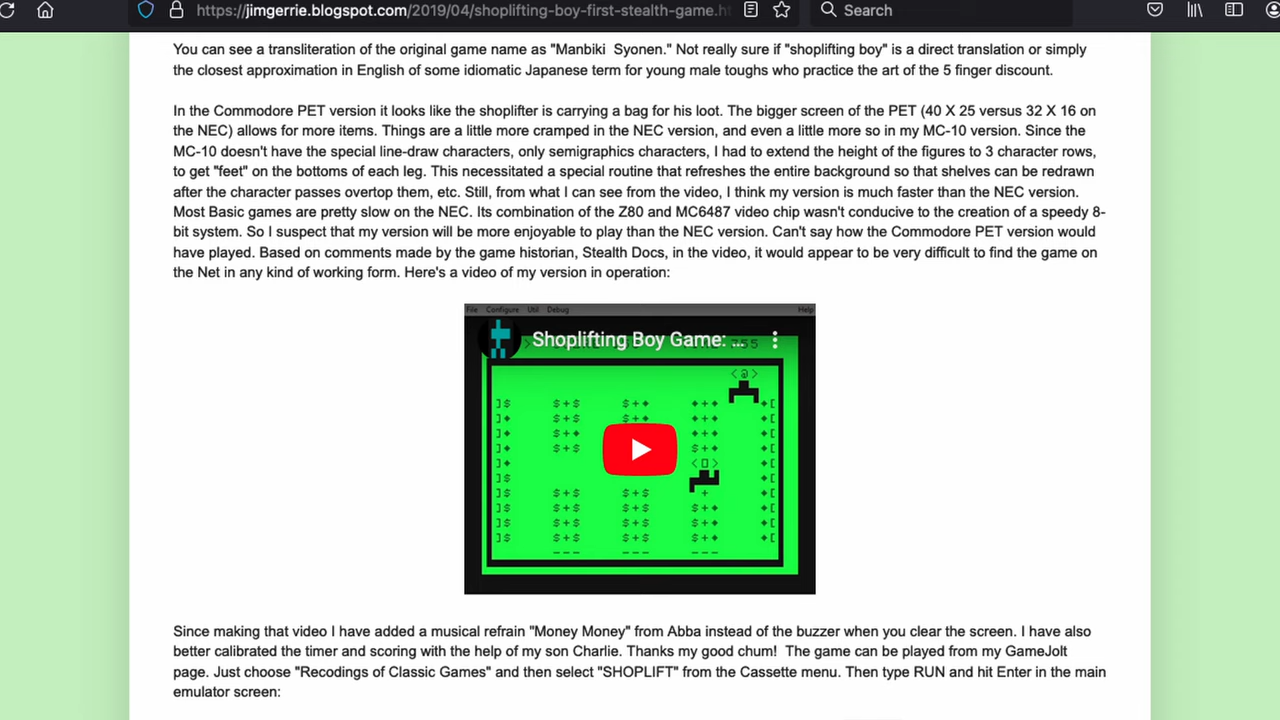 https://jimgerrie.blogspot.com/2019/04/shoplifting-boy-first-stealth-game.ht
Search
You can see a transliteration of the original game name as "Manbiki  Syonen." Not really sure if "shoplifting boy" is a direct translation or simply
the closest approximation in English of some idiomatic Japanese term for young male toughs who practice the art of the 5 finger discount.
In the Commodore PET version it looks like the shoplifter is carrying a bag for his loot. The bigger screen of the PET (40 X 25 versus 32 X 16 on
the NEC) allows for more items. Things are a little more cramped in the NEC version, and even a little more so in my MC-10 version. Since the
MC-10 doesn't have the special line-draw characters, only semigraphics characters, I had to extend the height of the figures to 3 character rows,
to get "feet" on the bottoms of each leg. This necessitated a special routine that refreshes the entire background so that shelves can be redrawn
after the character passes overtop them, etc. Still, from what I can see from the video, I think my version is much faster than the NEC version.
Most Basic games are pretty slow on the NEC. Its combination of the Z80 and MC6487 video chip wasn't conducive to the creation of a speedy 8-
bit system. So I suspect that my version will be more enjoyable to play than the NEC version. Can't say how the Commodore PET version would
have played. Based on comments made by the game historian, Stealth Docs, in the video, it would appear to be very difficult to find the game on
the Net in any kind of working form. Here's a video of my version in operation:
File Configure Util Debug Help
Shoplifting Boy Game: ...
Since making that video I have added a musical refrain "Money Money" from Abba instead of the buzzer when you clear the screen. I have also
better calibrated the timer and scoring with the help of my son Charlie. Thanks my good chum!  The game can be played from my GameJolt
page. Just choose "Recodings of Classic Games" and then select "SHOPLIFT" from the Cassette menu. Then type RUN and hit Enter in the main
emulator screen: